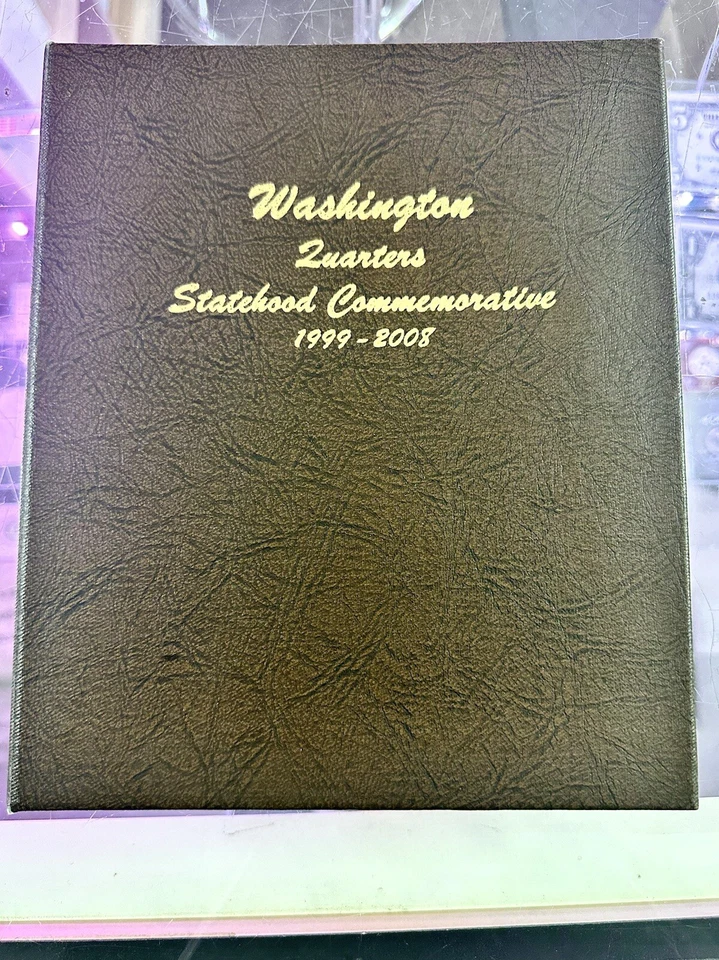 Washington
Quarters
Statehood Commemorative
1999-2008